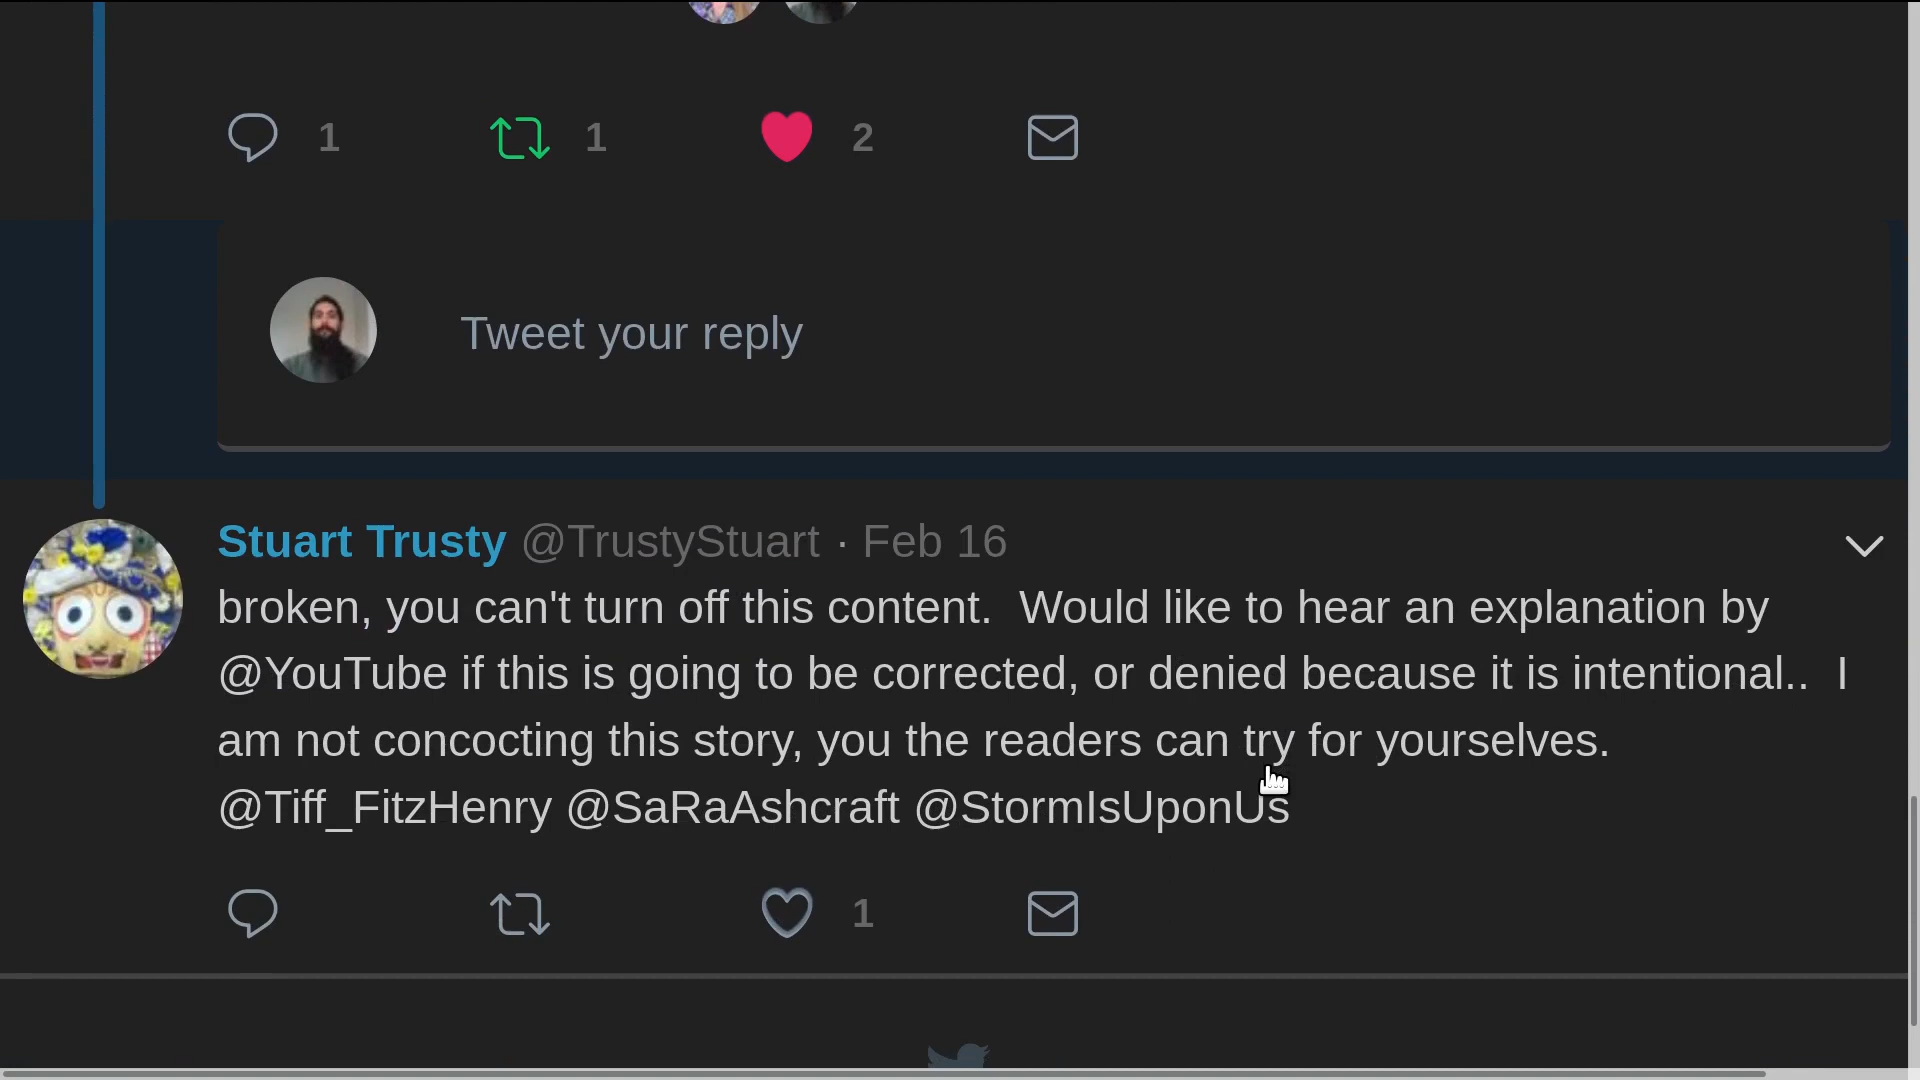 1 1 2
Tweet your reply
Stuart Trusty @TrustyStuart · Feb 16
broken, you can't turn off this content.  Would like to hear an explanation by
@YouTube if this is going to be corrected, or denied because it is intentional..  I
am not concocting this story, you the readers can try for yourselves.
@Tiff_FitzHenry @SaRaAshcraft @StormIsUponUs
1